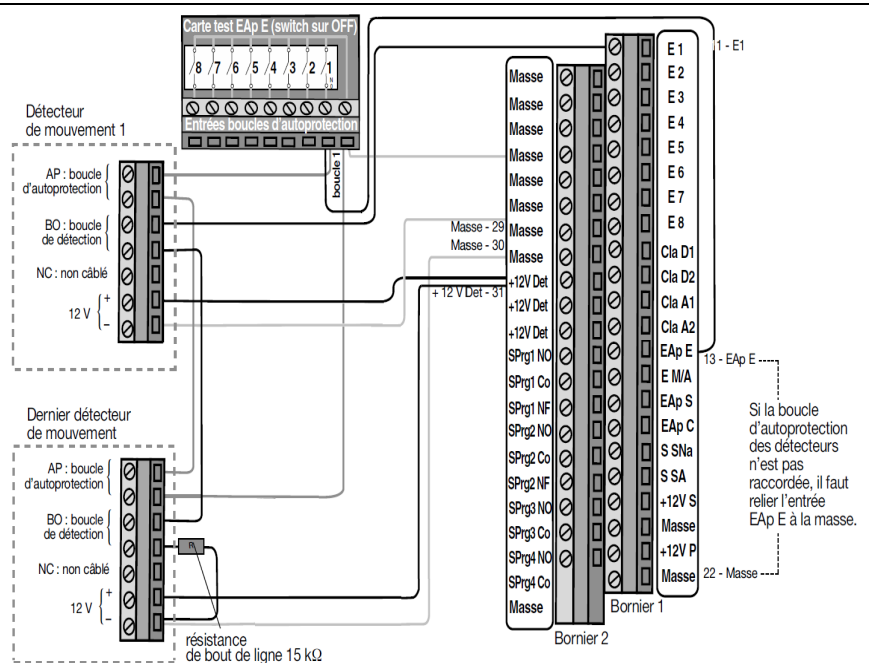 Carte test EAp E (switch sur OFF)
8 7 6 5 4 3 2 1
N
0
Entrées boucles d'autoprotection
boucle 1
Détecteur
de mouvement 1
AP : boucle
d'autoprotection
BO : boucle
de détection
NC : non câblé
12 V
+
–
Dernier détecteur
de mouvement
AP : boucle
d'autoprotection
BO : boucle
de détection
NC : non câblé
12 V
+
–
R
résistance
de bout de ligne 15 kΩ
Masse - 29
Masse - 30
+ 12 V Det - 31
Masse
Masse
Masse
Masse
Masse
Masse
Masse
Masse
+12V Det
+12V Det
+12V Det
SPrg1 NO
SPrg1 Co
SPrg1 NF
SPrg2 NO
SPrg2 Co
SPrg2 NF
SPrg3 NO
SPrg3 Co
SPrg4 NO
SPrg4 Co
Masse
Bornier 2
E 1
E 2
E 3
E 4
E 5
E 6
E 7
E 8
Cla D1
Cla D2
Cla A1
Cla A2
EAp E
E M/A
EAp S
EAp C
S SNa
S SA
+12V S
Masse
+12V P
Masse
Bornier 1
1 - E1
13 - EAp E
Si la boucle
d'autoprotection
des détecteurs
n'est pas
raccordée, il faut
relier l'entrée
EAp E à la masse.
22 - Masse